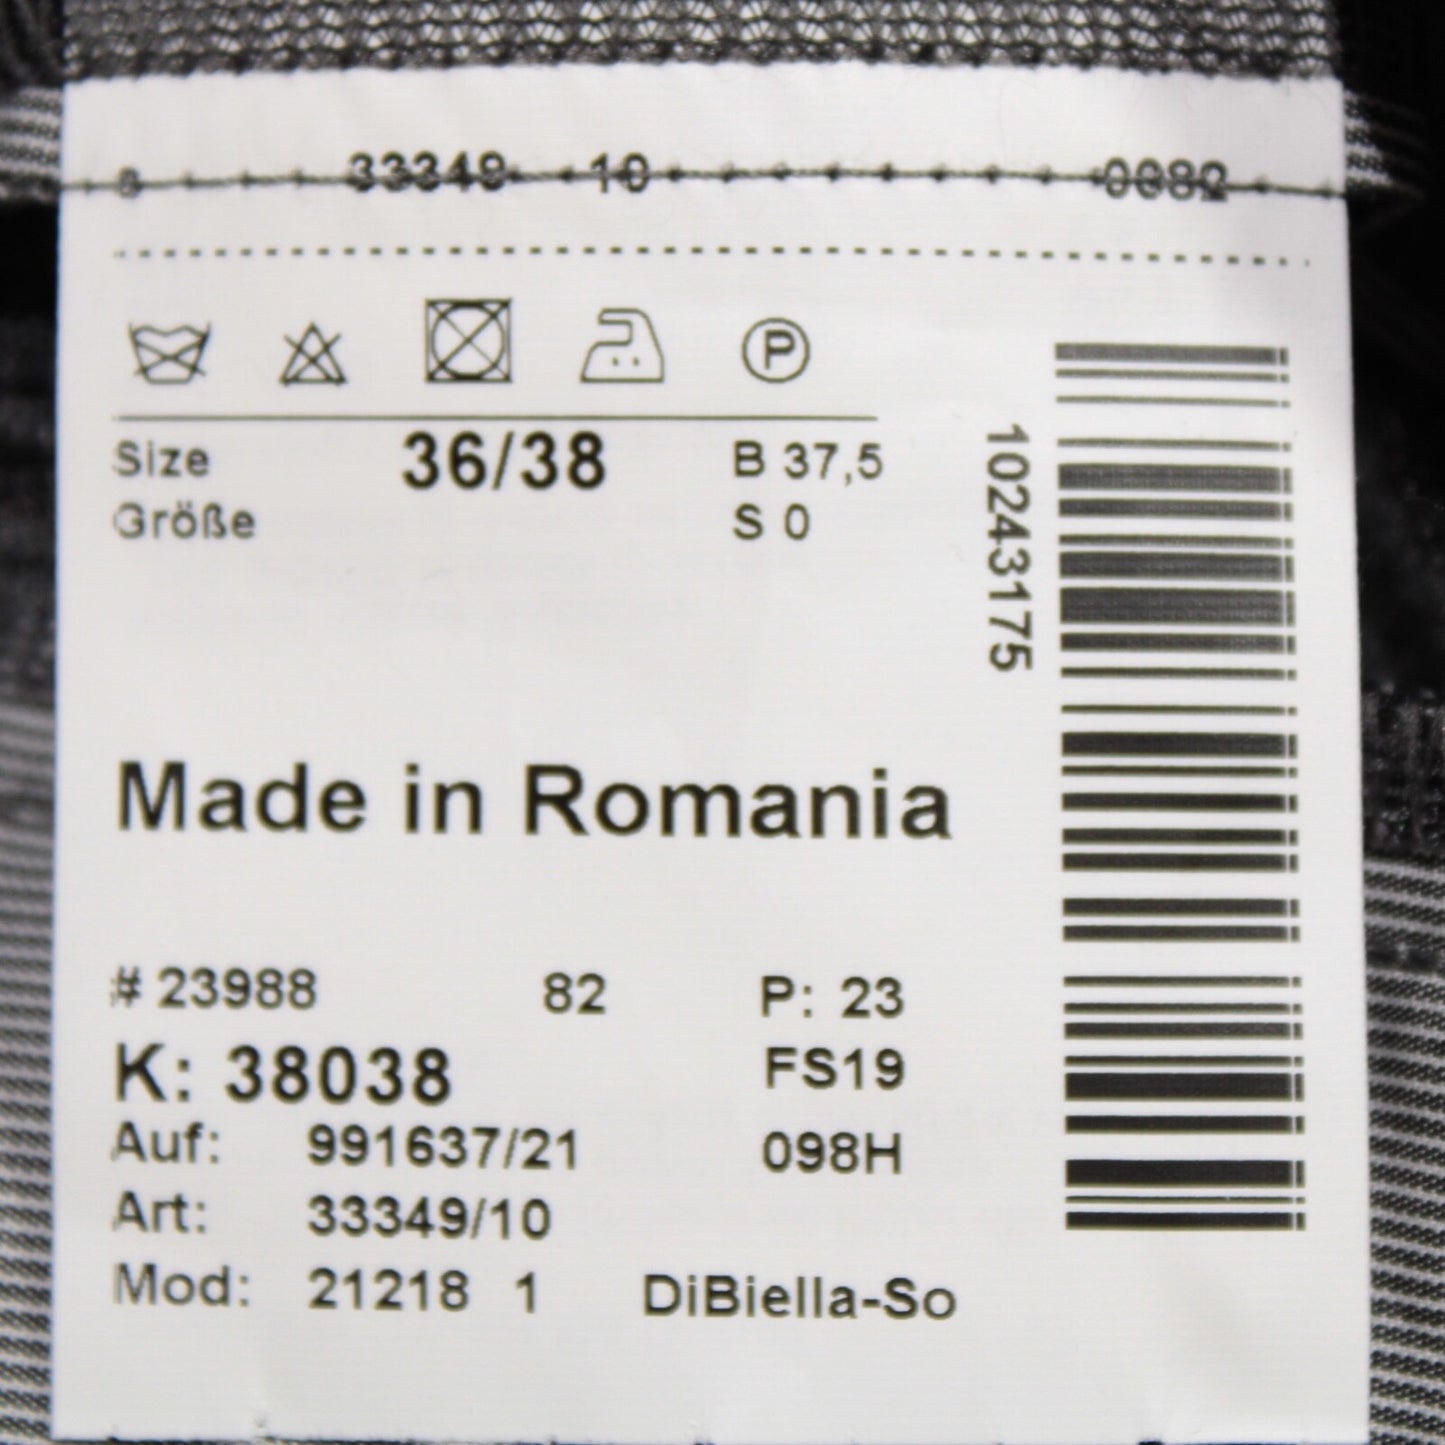 33349 10 0082
P
Size 36/38 B 37,5
Größe S 0
10243175
Made in Romania
# 23988 82 P: 23
K: 38038 FS19
Auf: 991637/21 098H
Art: 33349/10
Mod: 21218 1 DiBiella-So